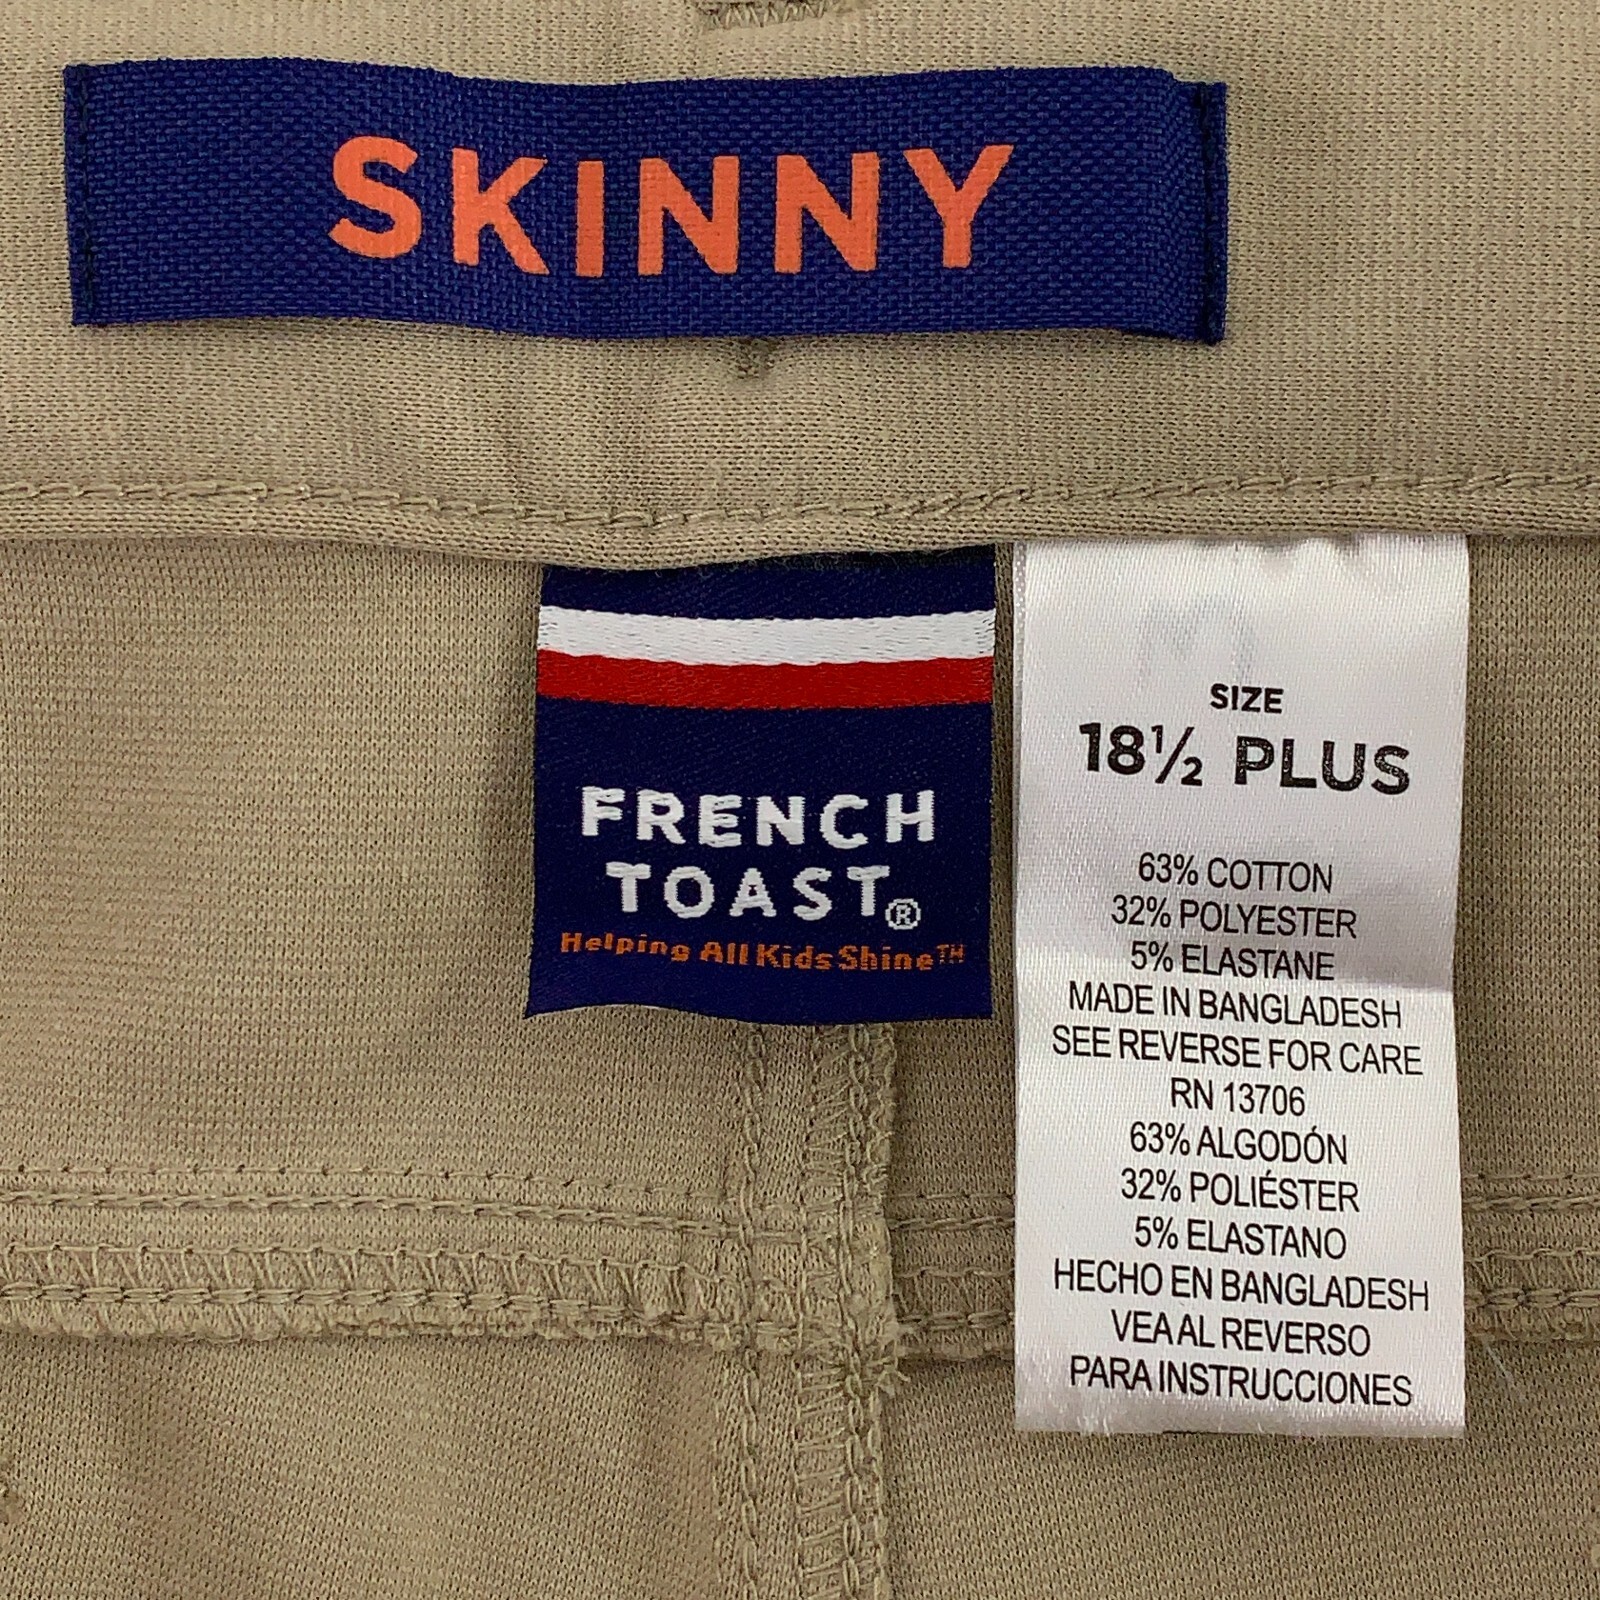 SKINNY
FRENCH
TOAST®
Helping All Kids Shine™
SIZE
18½ PLUS
63% COTTON
32% POLYESTER
5% ELASTANE
MADE IN BANGLADESH
SEE REVERSE FOR CARE
RN 13706
63% ALGODÓN
32% POLIÉSTER
5% ELASTANO
HECHO EN BANGLADESH
VEA AL REVERSO
PARA INSTRUCCIONES